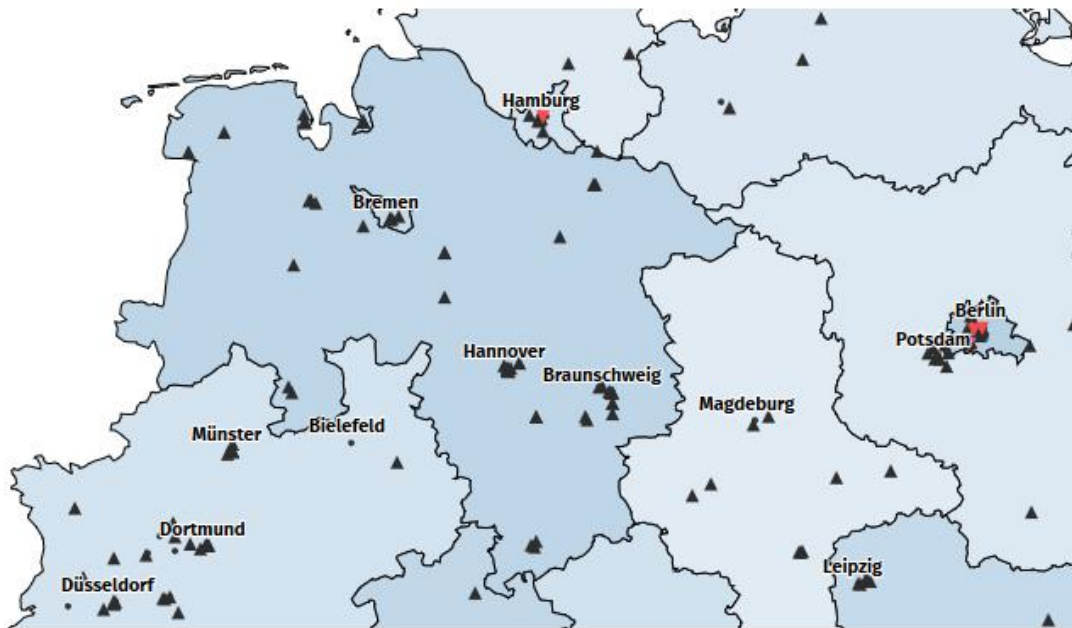 Hamburg
Bremen
Berlin
Potsdam
Hannover
Braunschweig
Magdeburg
Bielefeld
Münster
Dortmund
Leipzig
Düsseldorf